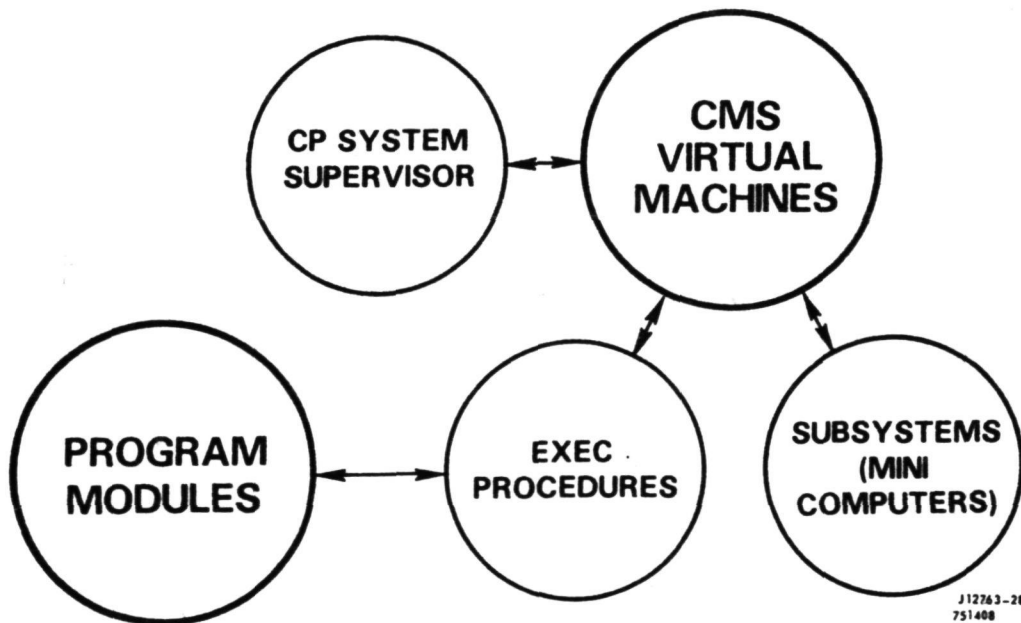 CP SYSTEM
SUPERVISOR
CMS
VIRTUAL
MACHINES
PROGRAM
MODULES
EXEC
PROCEDURES
SUBSYSTEMS
(MINI
COMPUTERS)
751408